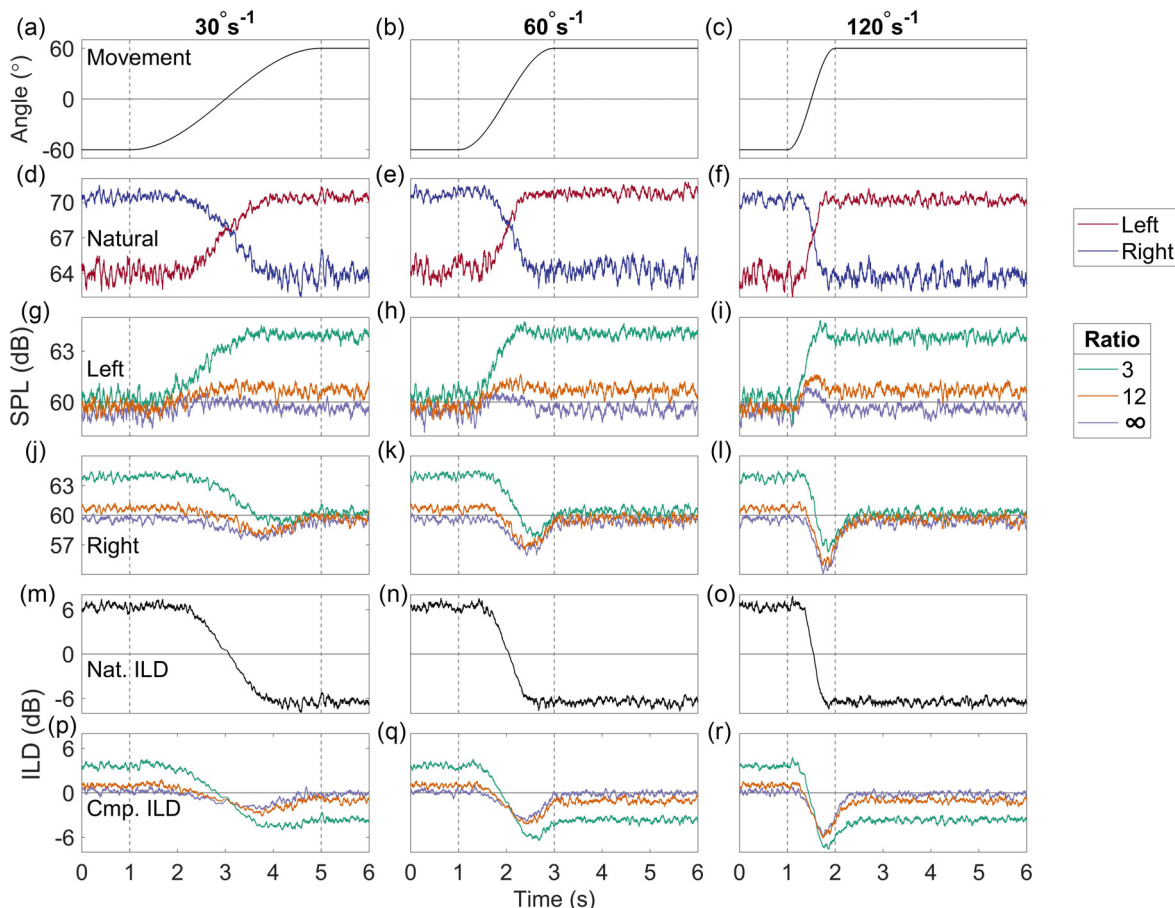 (a) 30°s⁻¹ (b) 60°s⁻¹ (c) 120°s⁻¹
Angle (°)
60
0
-60
Movement
(d) (e) (f)
70
67
64
Natural
Left
Right
SPL (dB)
(g) (h) (i)
63
60
Left
Ratio
3
12
∞
(j) (k) (l)
63
60
57
Right
ILD (dB)
(m) (n) (o)
6
0
-6
Nat. ILD
(p) (q) (r)
6
0
-6
Cmp. ILD
0 1 2 3 4 5 6 0 1 2 3 4 5 6 0 1 2 3 4 5 6
Time (s)